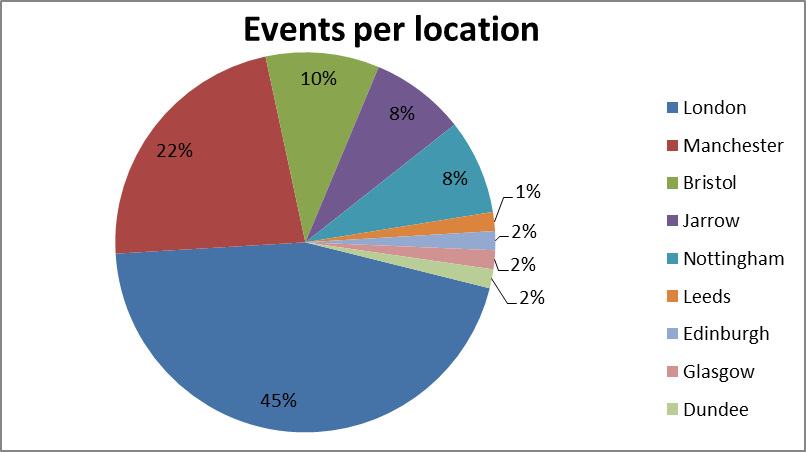 Events per location
10%
8%
22%
8%
1%
2%
2%
2%
45%
London
Manchester
Bristol
Jarrow
Nottingham
Leeds
Edinburgh
Glasgow
Dundee